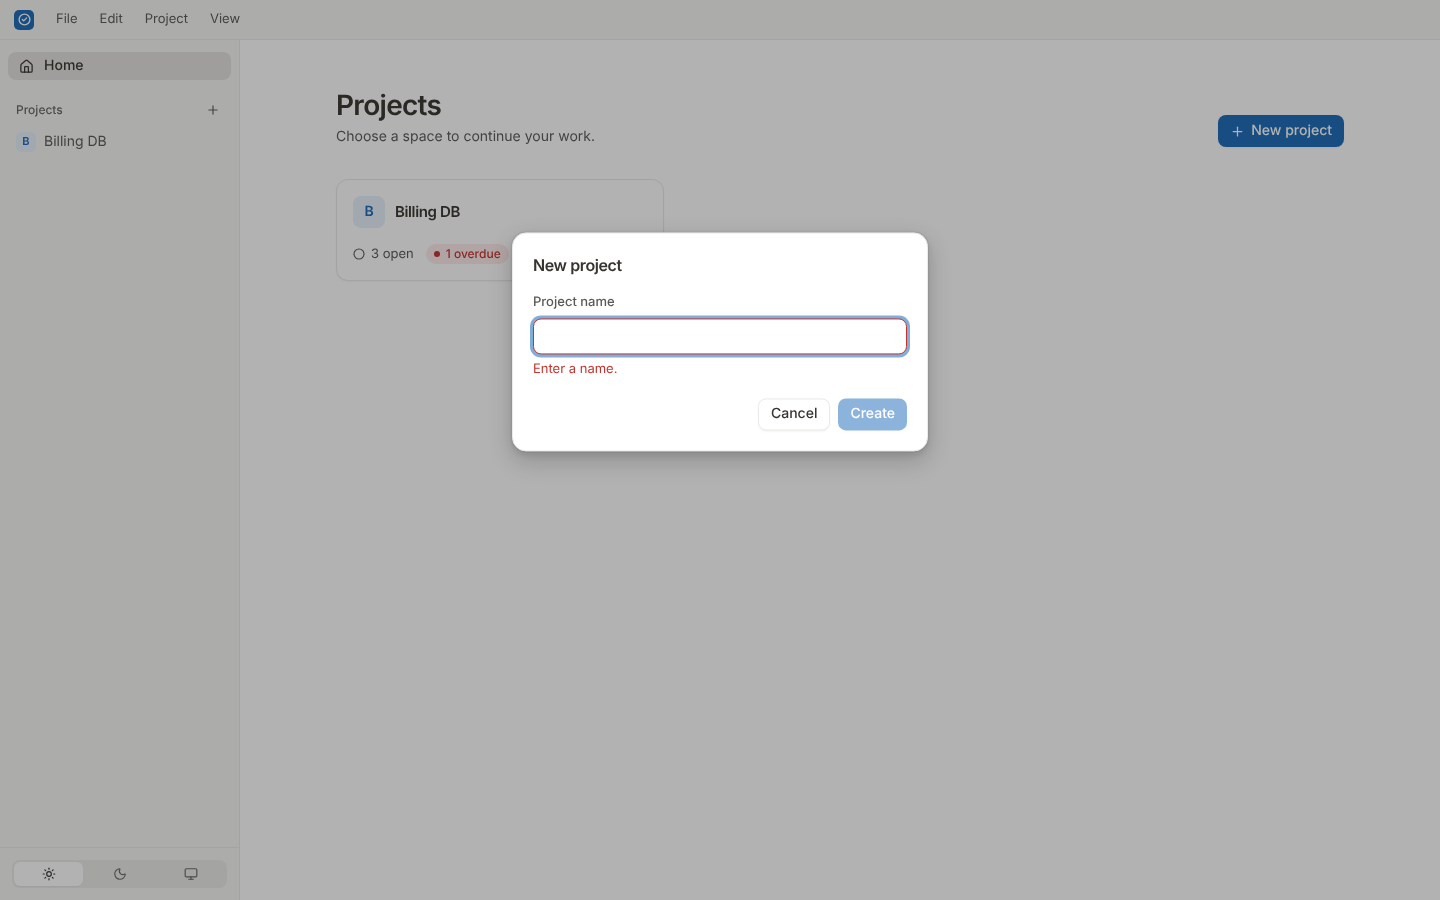 File Edit Project View
Home
Projects
B Billing DB
Projects
Choose a space to continue your work.
New project
B Billing DB
3 open 1 overdue
New project
Project name
Enter a name.
Cancel Create